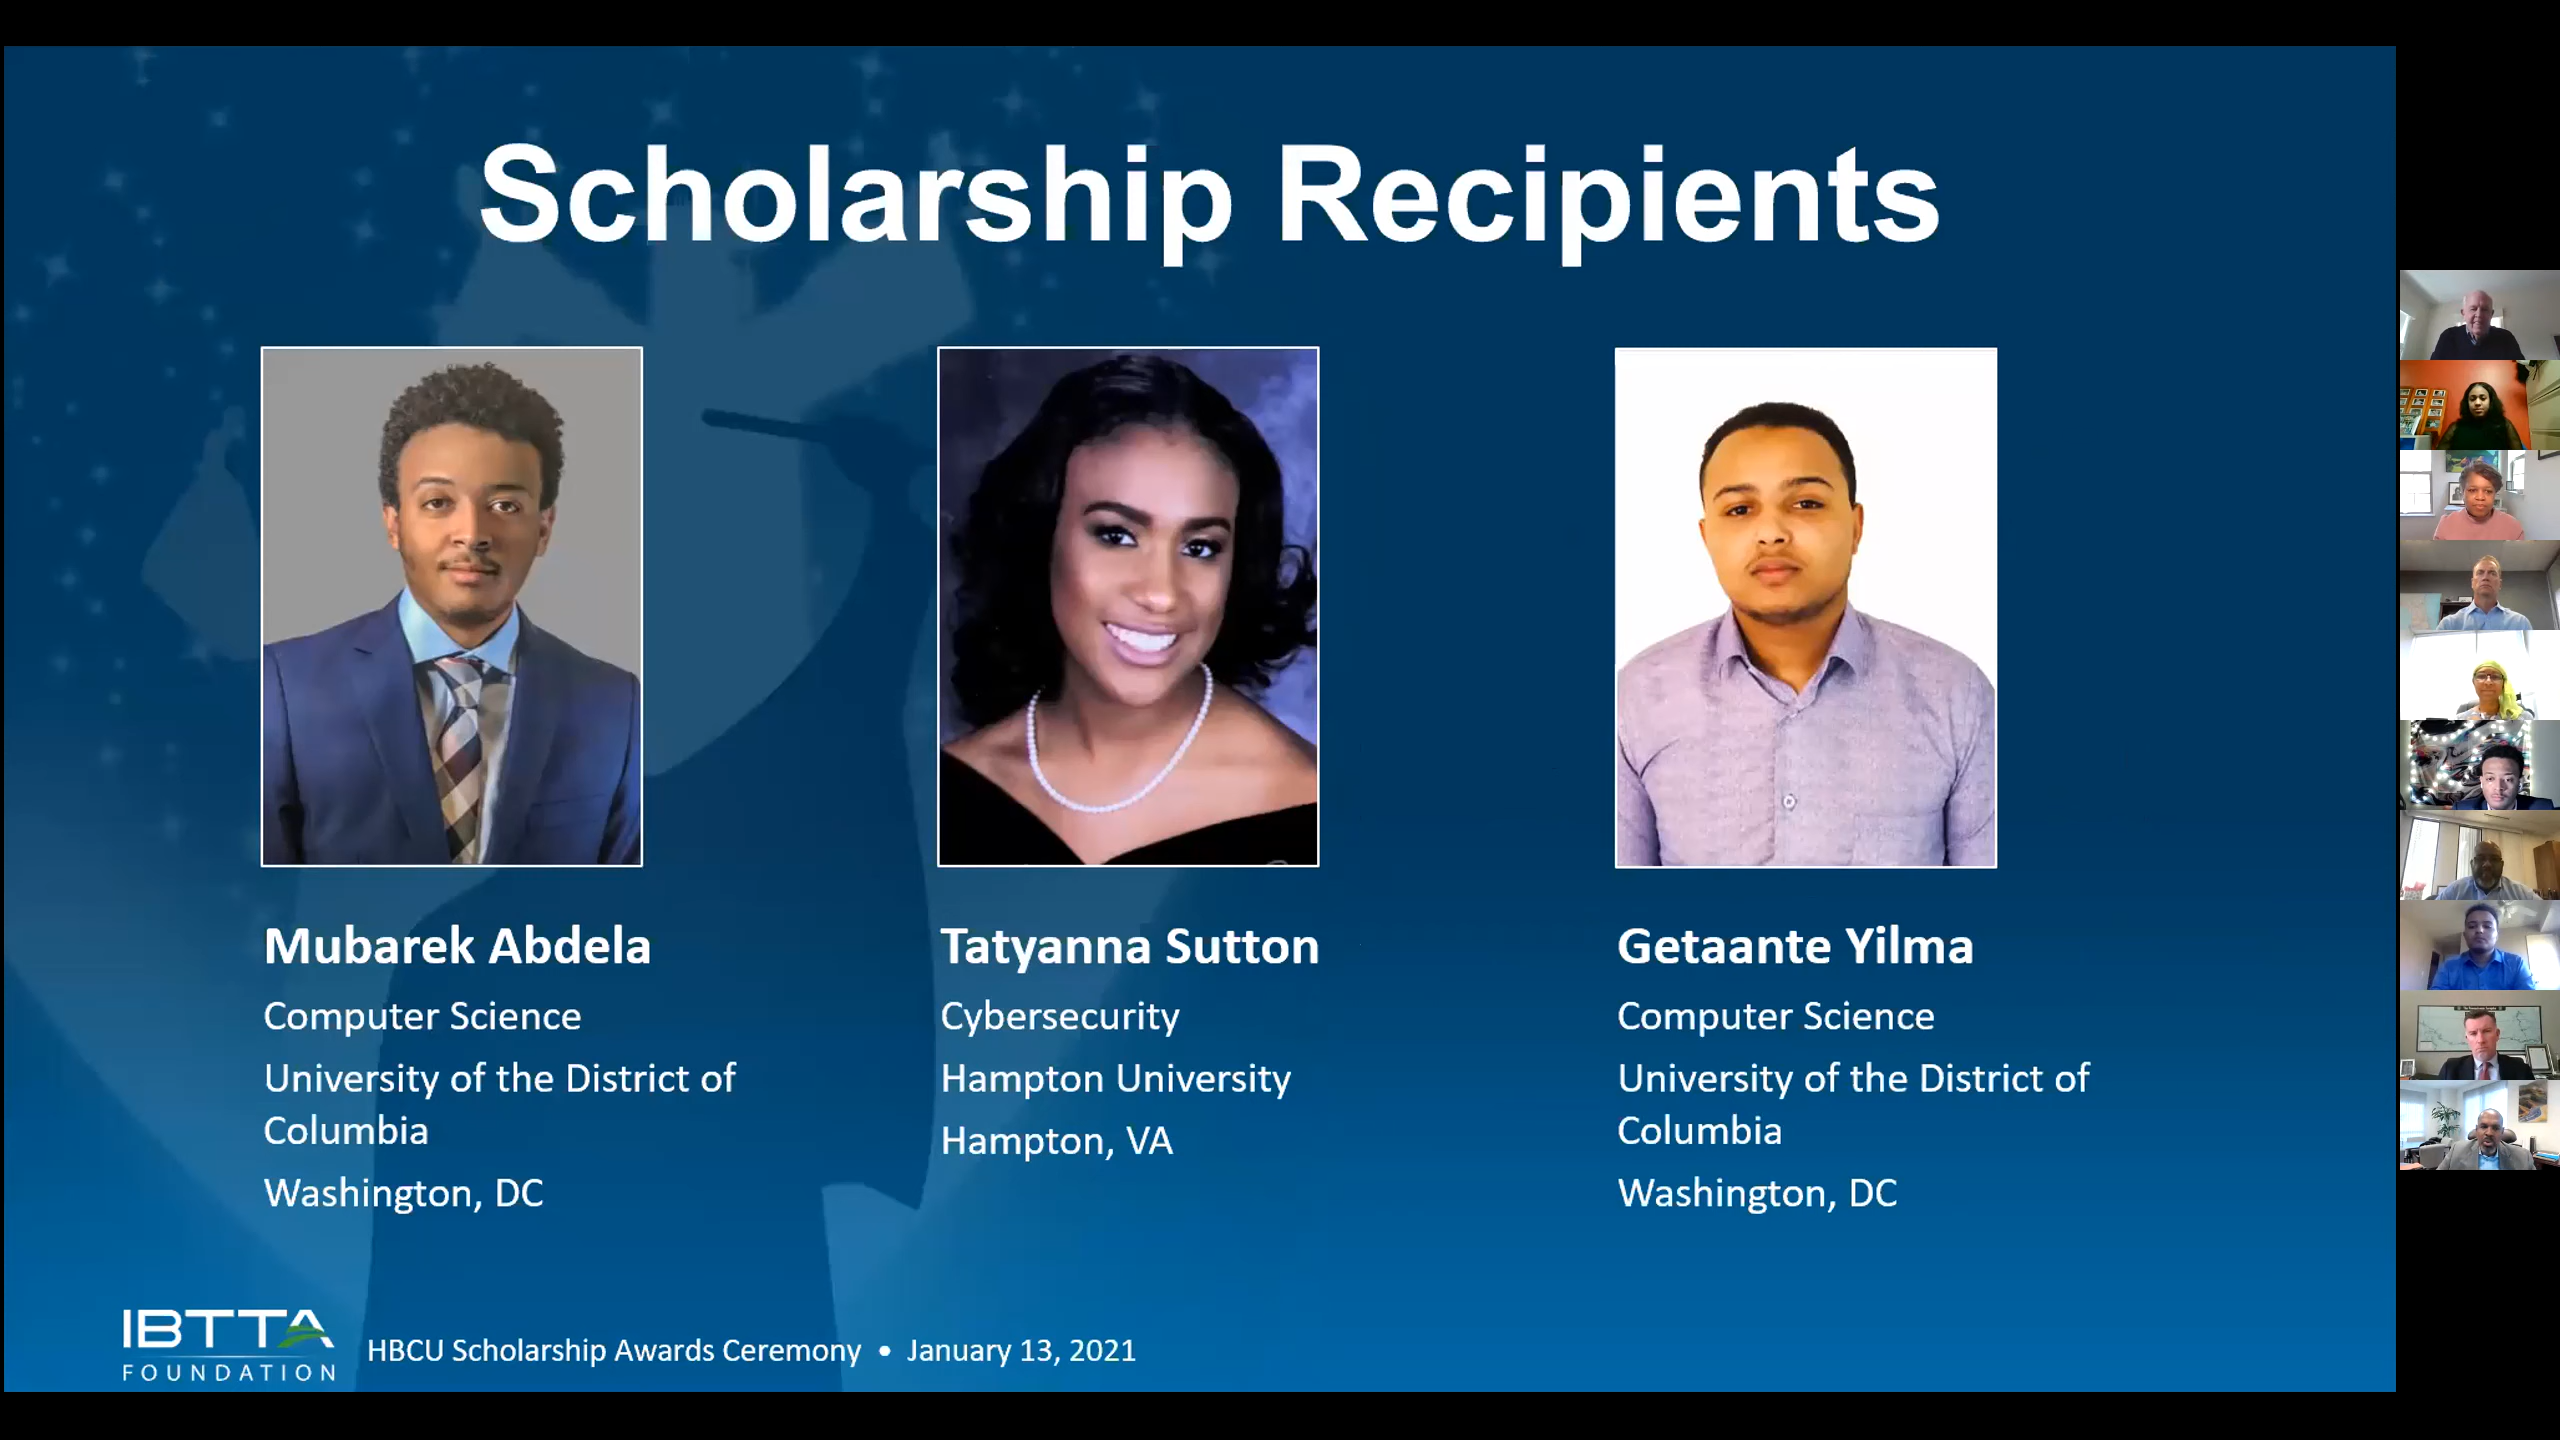 Scholarship Recipients
Mubarek Abdela
Computer Science
University of the District of
Columbia
Washington, DC
Tatyanna Sutton
Cybersecurity
Hampton University
Hampton, VA
Getaante Yilma
Computer Science
University of the District of
Columbia
Washington, DC
IBTTA
FOUNDATION
HBCU Scholarship Awards Ceremony • January 13, 2021